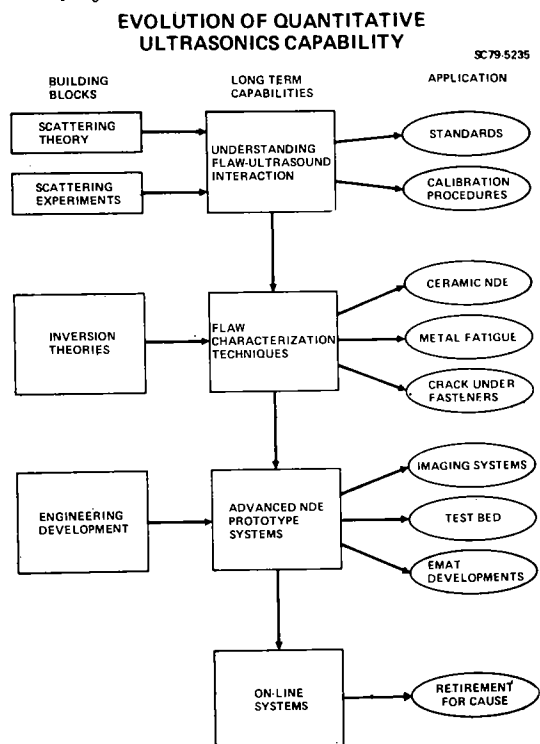 EVOLUTION OF QUANTITATIVE
ULTRASONICS CAPABILITY
SC79-5235
BUILDING
BLOCKS
LONG TERM
CAPABILITIES
APPLICATION
SCATTERING
THEORY
SCATTERING
EXPERIMENTS
UNDERSTANDING
FLAW-ULTRASOUND
INTERACTION
STANDARDS
CALIBRATION
PROCEDURES
INVERSION
THEORIES
FLAW
CHARACTERIZATION
TECHNIQUES
CERAMIC NDE
METAL FATIGUE
CRACK UNDER
FASTENERS
ENGINEERING
DEVELOPMENT
ADVANCED NDE
PROTOTYPE
SYSTEMS
IMAGING SYSTEMS
TEST BED
EMAT
DEVELOPMENTS
ON-LINE
SYSTEMS
RETIREMENT
FOR CAUSE